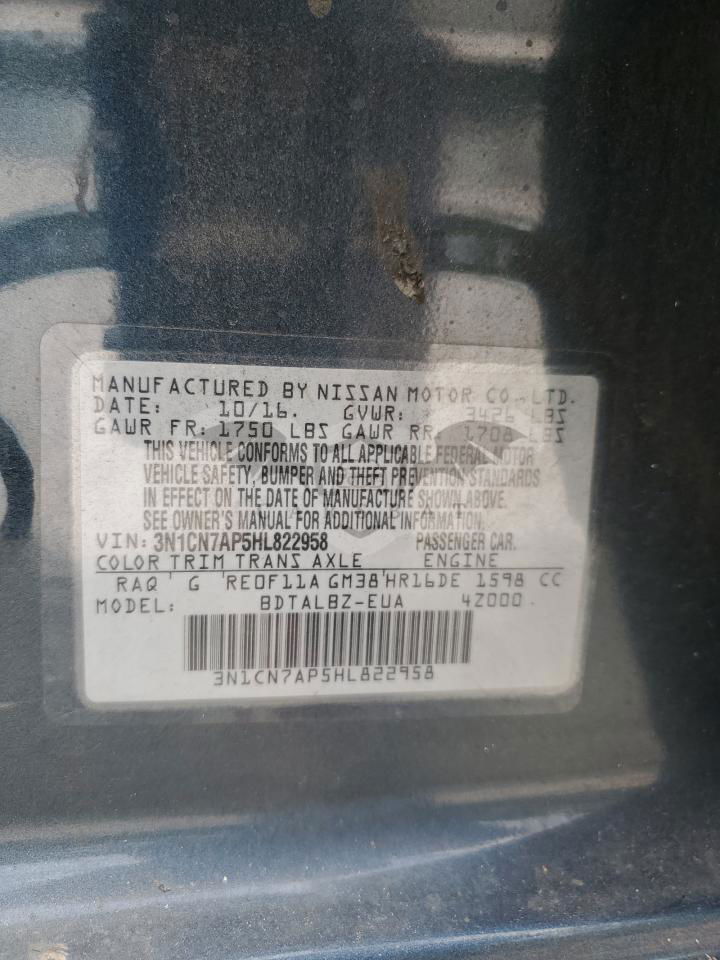 MANUFACTURED BY NISSAN MOTOR CO.,LTD.
DATE: 10/16. GVWR: 3426 LBS
GAWR FR: 1750 LBS GAWR RR: 1708 LBS
THIS VEHICLE CONFORMS TO ALL APPLICABLE FEDERAL MOTOR
VEHICLE SAFETY, BUMPER AND THEFT PREVENTION STANDARDS
IN EFFECT ON THE DATE OF MANUFACTURE SHOWN ABOVE.
SEE OWNER'S MANUAL FOR ADDITIONAL INFORMATION.
VIN: 3N1CN7AP5HL822958 PASSENGER CAR.
COLOR TRIM TRANS AXLE ENGINE
RAQ G RE0F11A GM38 HR16DE 1598 CC
MODEL: BDTALBZ-EUA 4Z000
3N1CN7AP5HL822958